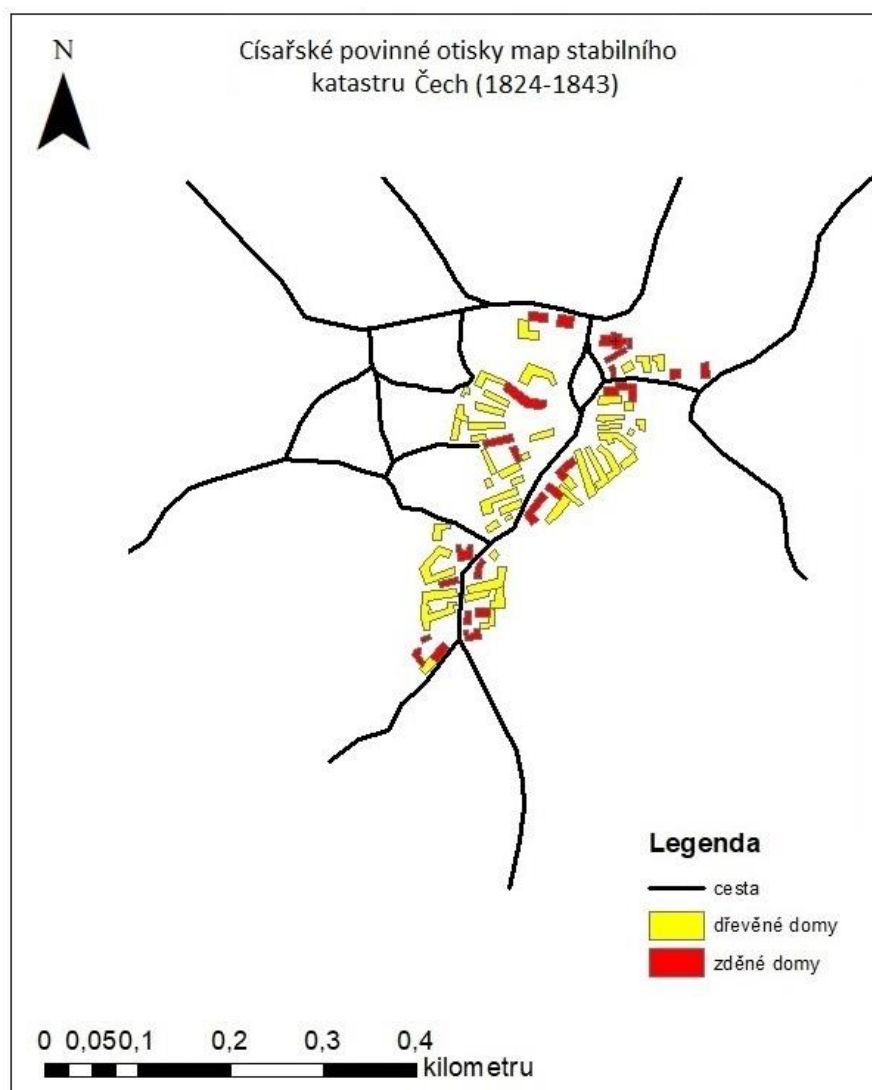 N
Císařské povinné otisky map stabilního
katastru Čech (1824-1843)
Legenda
cesta
dřevěné domy
zděné domy
0 0,050,1 0,2 0,3 0,4
kilometru